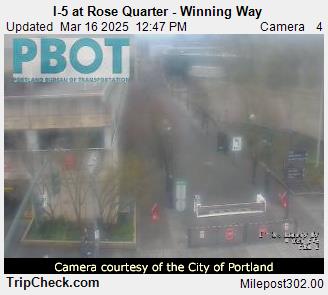 I-5 at Rose Quarter - Winning Way
Updated Mar 16 2025 12:47 PM Camera 4
PBOT
PORTLAND BUREAU OF TRANSPORTATION
Camera courtesy of the City of Portland
TripCheck.com Milepost302.00